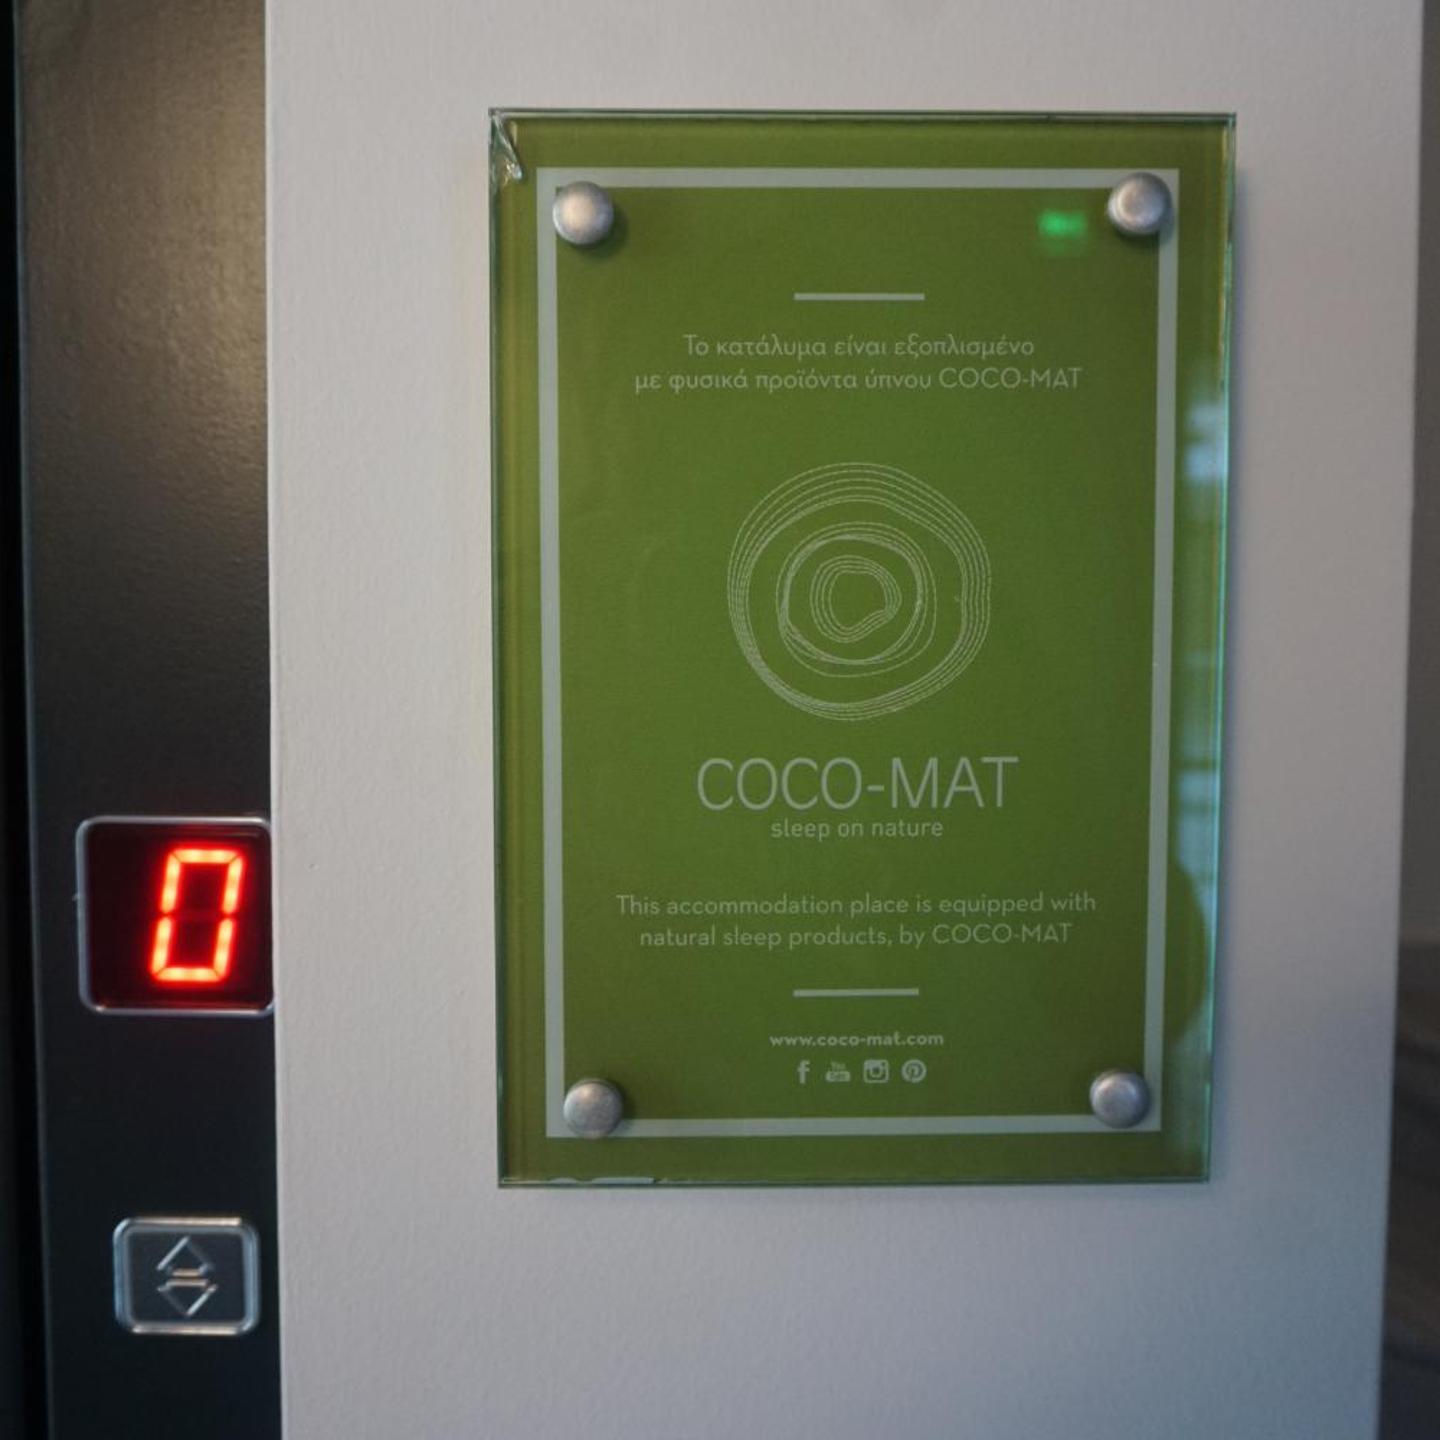 Το κατάλυμα είναι εξοπλισμένο
με φυσικά προϊόντα ύπνου COCO-MAT
COCO-MAT
sleep on nature
This accommodation place is equipped with
natural sleep products, by COCO-MAT
www.coco-mat.com
0